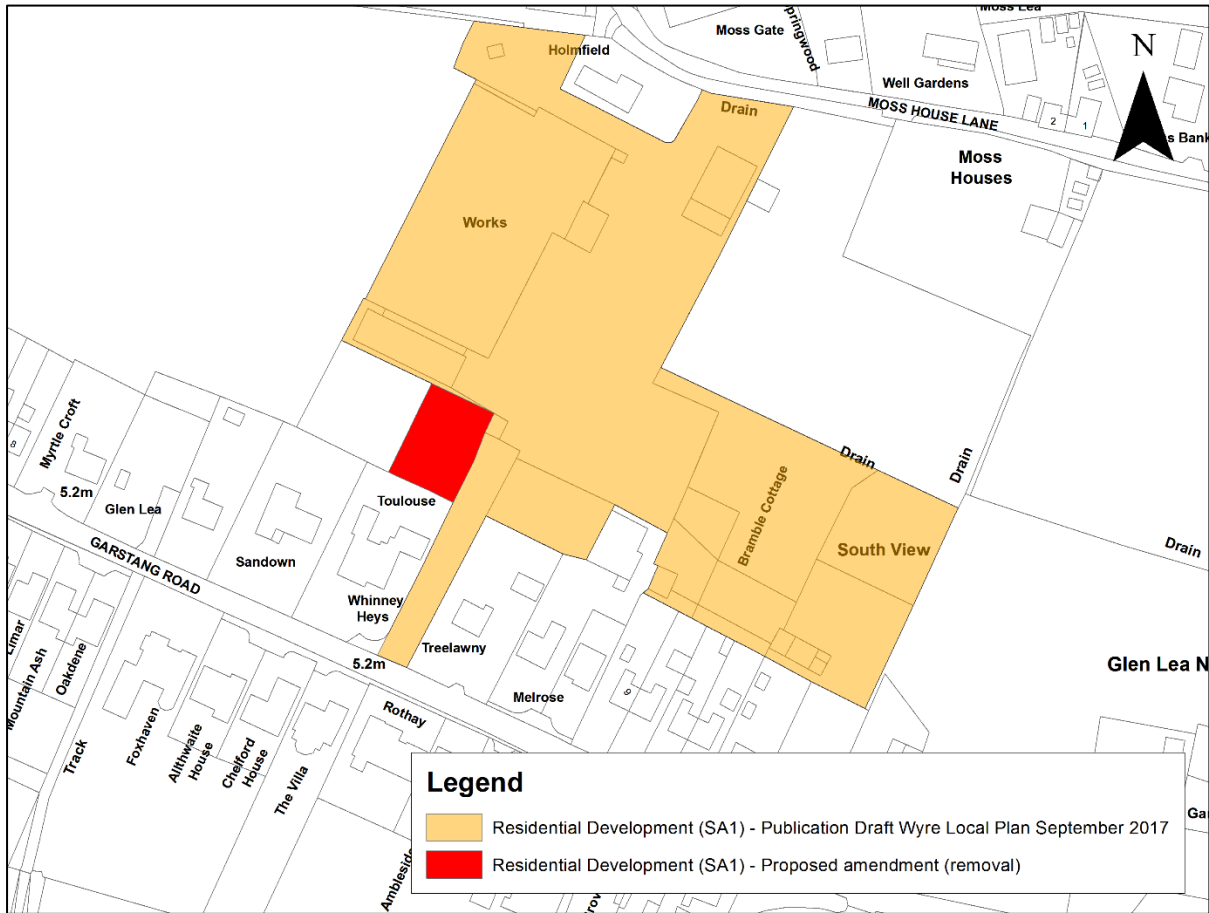 Moss Lea
Moss Gate
pringwood
Holmfield
Well Gardens
N
MOSS HOUSE LANE
Drain
2
1
s Bank
Moss
Houses
Works
8
Myrtle Croft
5.2m
Glen Lea
Toulouse
Sandown
GARSTANG ROAD
Whinney
Heys
5.2m
Treelawny
Melrose
9
Bramble Cottage
Drain
Drain
South View
Drain
Glen Lea N
Limar
Mountain Ash
Oakdene
Track
Foxhaven
Allthwaite
House
Chelford
House
The Villa
Rothay
Ambleside
Gar
Legend
Residential Development (SA1) - Publication Draft Wyre Local Plan September 2017
Residential Development (SA1) - Proposed amendment (removal)